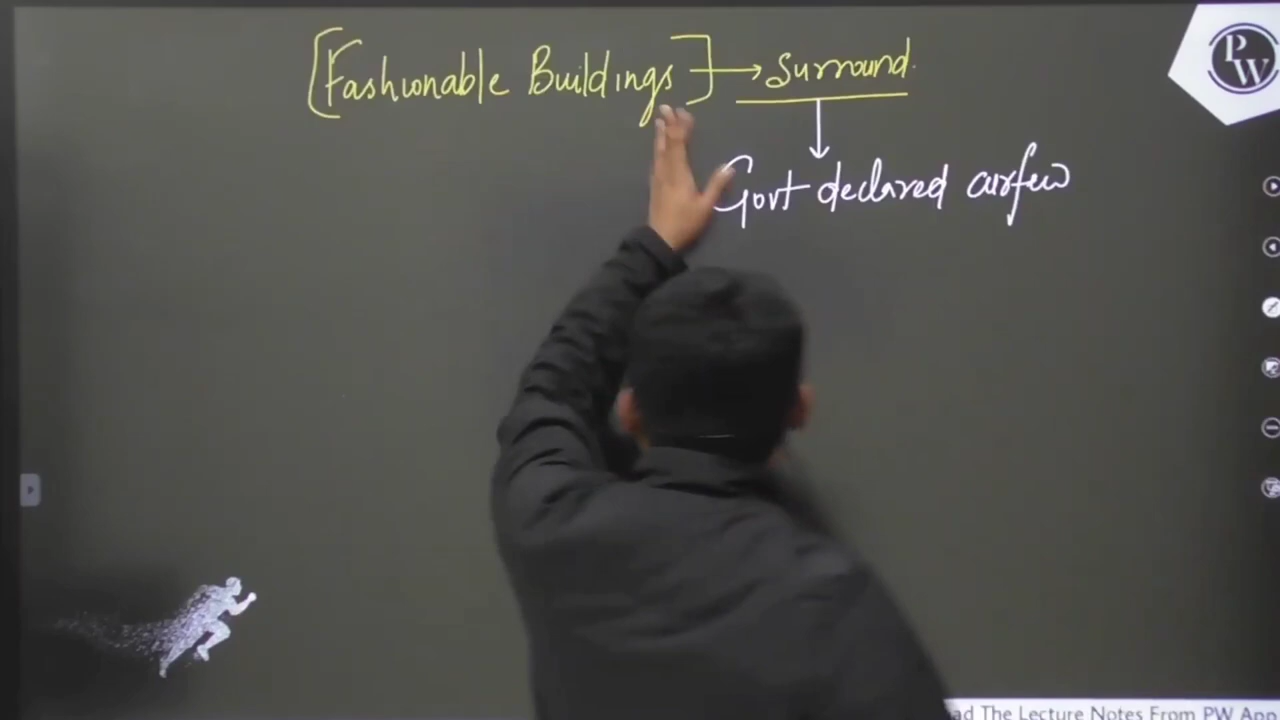 [Fashionable Buildings] → Surround.
Govt declared curfew
PW
ad The Lecture Notes From PW App